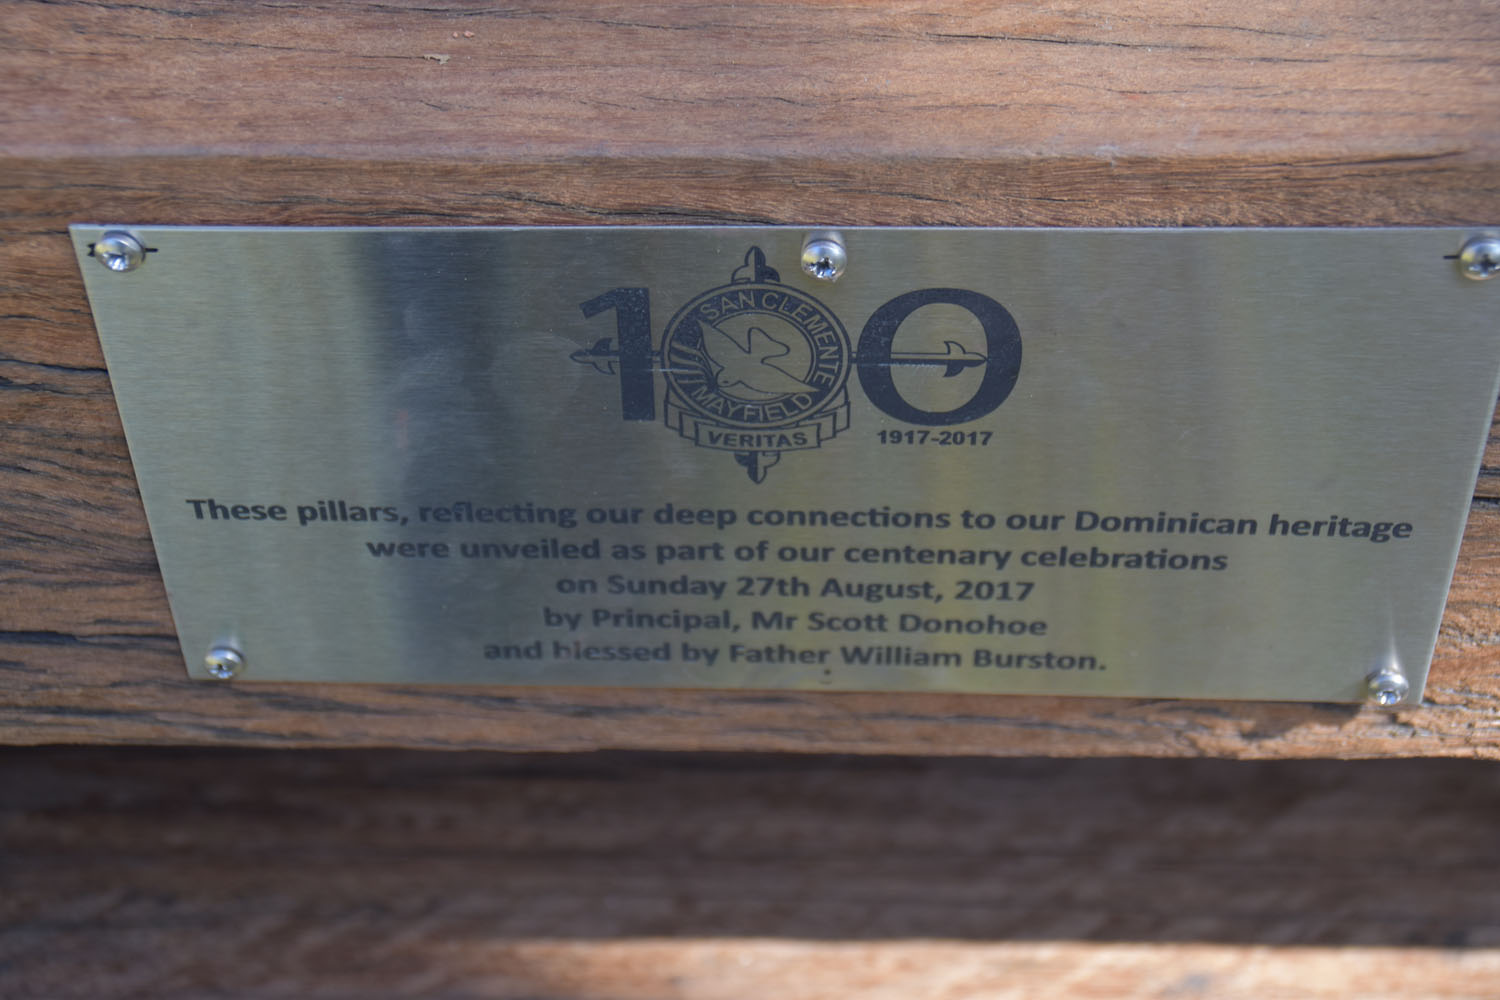 100
SAN CLEMENTE
MAYFIELD
VERITAS
1917-2017
These pillars, reflecting our deep connections to our Dominican heritage
were unveiled as part of our centenary celebrations
on Sunday 27th August, 2017
by Principal, Mr Scott Donohoe
and blessed by Father William Burston.